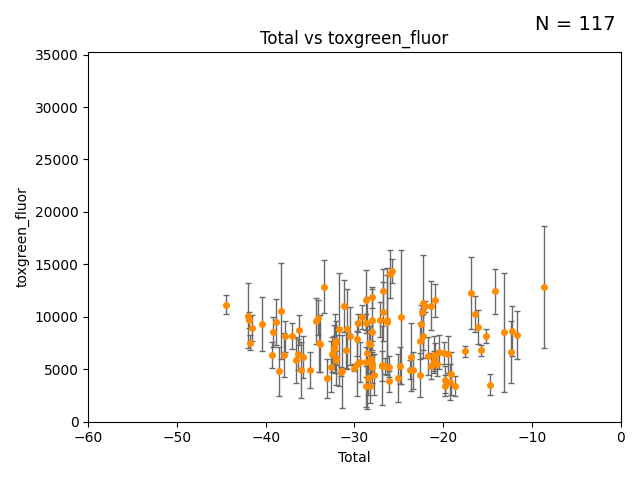 N = 117
Total vs toxgreen_fluor
35000
30000
25000
20000
15000
10000
5000
0
toxgreen_fluor
−60 −50 −40 −30 −20 −10 0
Total